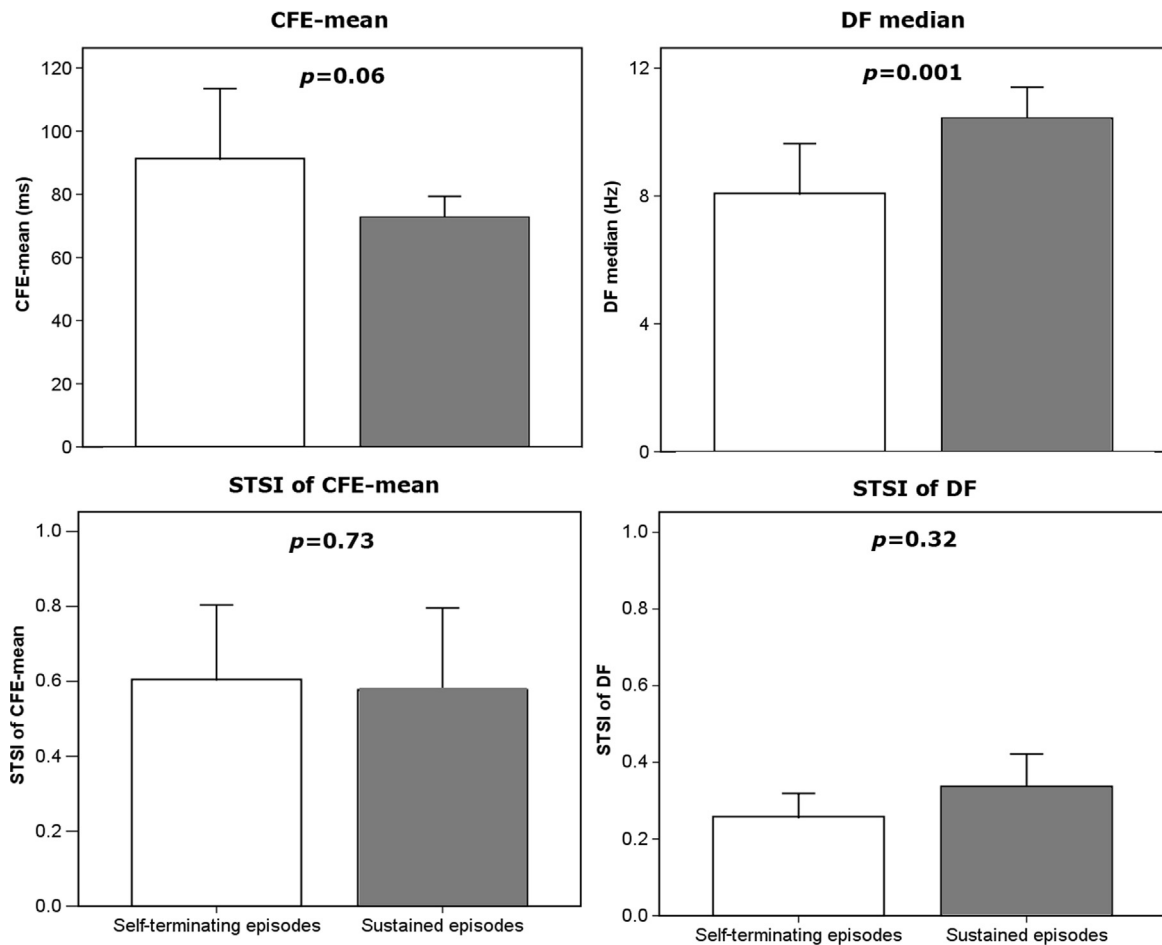 CFE-mean
p=0.06
CFE-mean (ms)
120
100
80
60
40
20
0
DF median
p=0.001
DF median (Hz)
12
8
4
0
STSI of CFE-mean
p=0.73
STSI of CFE-mean
1.0
0.8
0.6
0.4
0.2
0.0
Self-terminating episodes
Sustained episodes
STSI of DF
p=0.32
STSI of DF
1.0
0.8
0.6
0.4
0.2
0.0
Self-terminating episodes
Sustained episodes